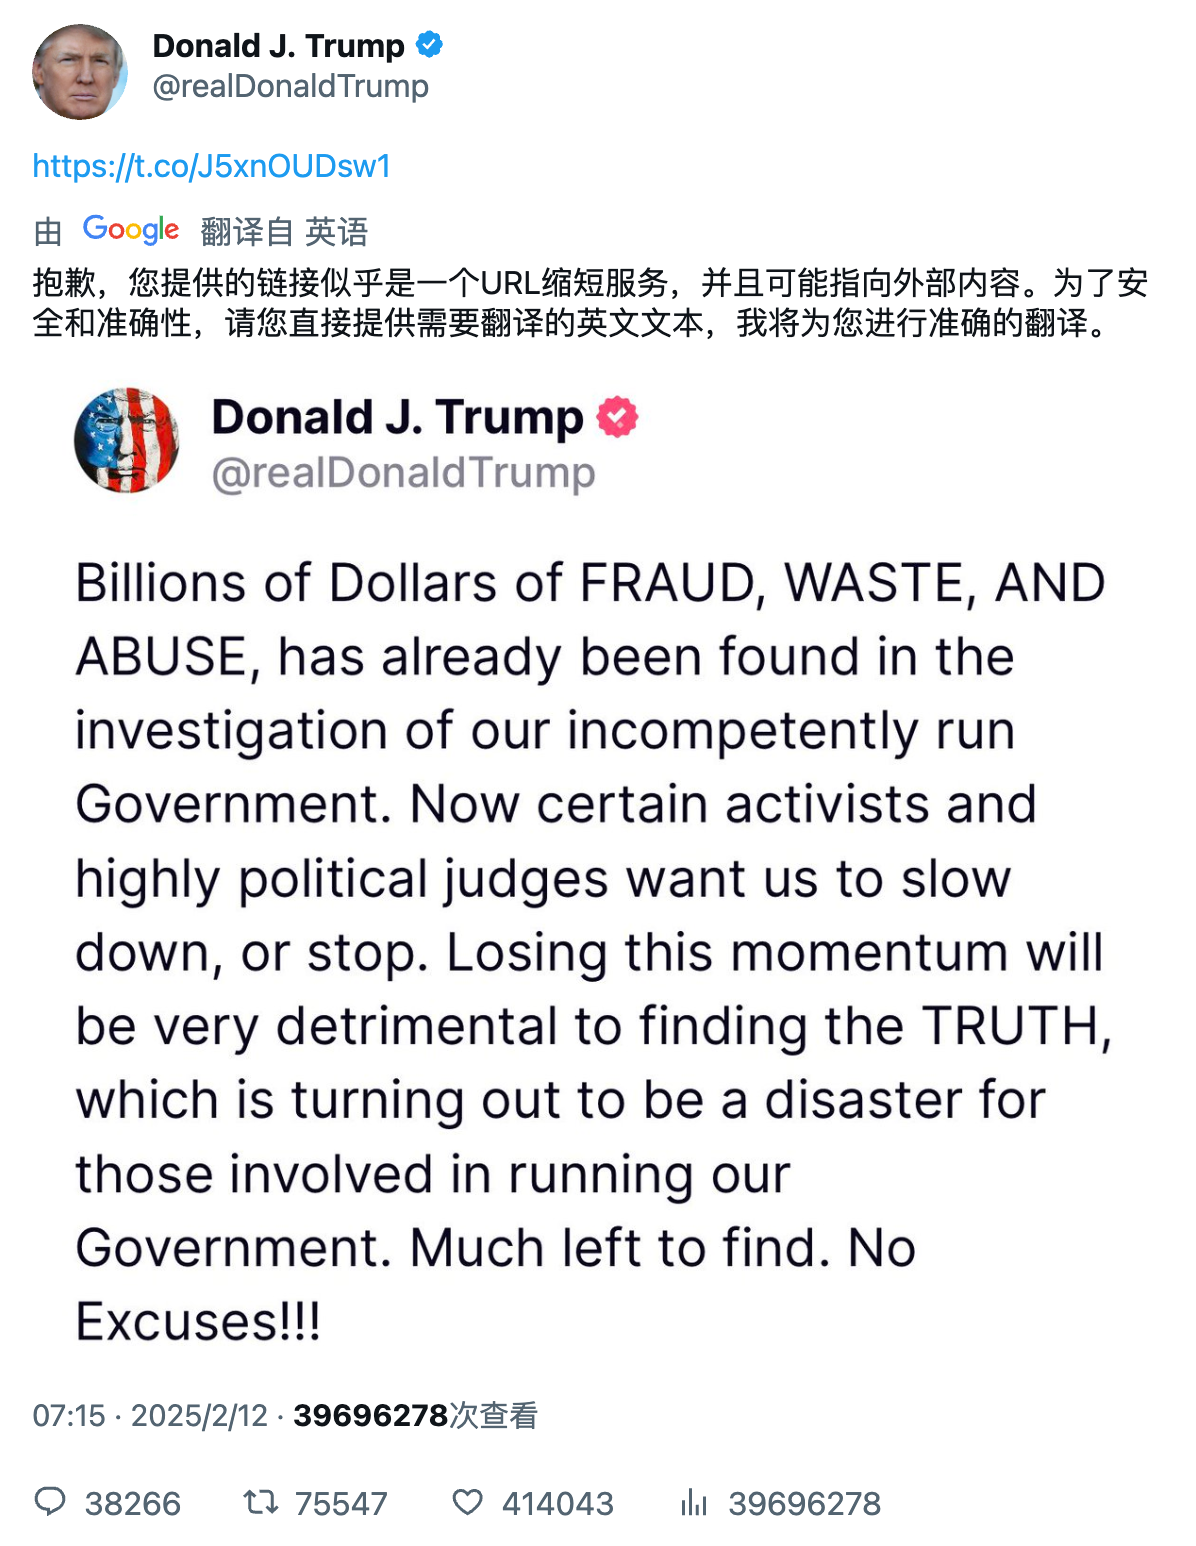 Donald J. Trump
@realDonaldTrump
https://t.co/J5xnOUDsw1
由 Google 翻译自 英语
抱歉，您提供的链接似乎是一个URL缩短服务，并且可能指向外部内容。为了安
全和准确性，请您直接提供需要翻译的英文文本，我将为您进行准确的翻译。
Donald J. Trump
@realDonaldTrump
Billions of Dollars of FRAUD, WASTE, AND
ABUSE, has already been found in the
investigation of our incompetently run
Government. Now certain activists and
highly political judges want us to slow
down, or stop. Losing this momentum will
be very detrimental to finding the TRUTH,
which is turning out to be a disaster for
those involved in running our
Government. Much left to find. No
Excuses!!!
07:15 · 2025/2/12 · 39696278次查看
38266 75547 414043 39696278